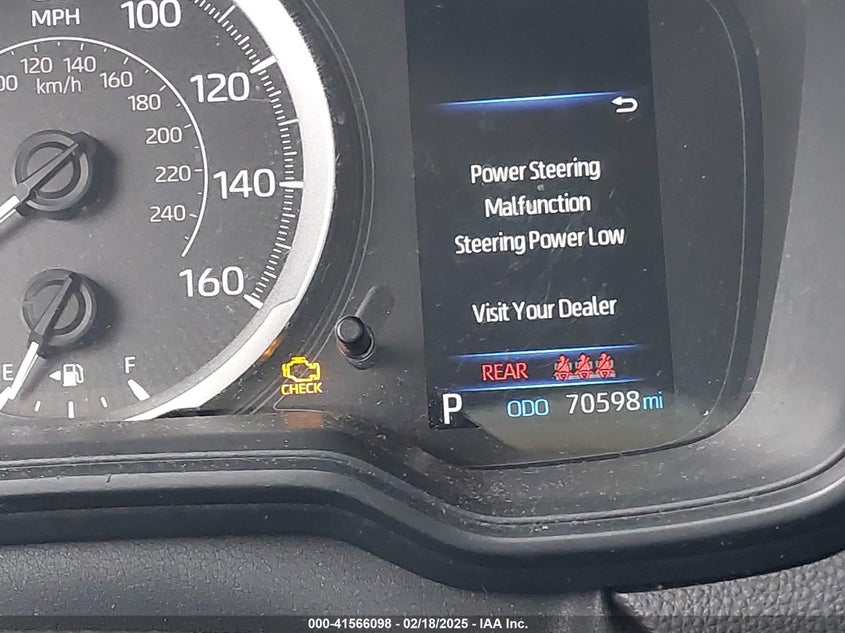 MPH
100
120 140
km/h
160
120
180
200
220
140
240
160
E
F
CHECK
Power Steering
Malfunction
Steering Power Low
Visit Your Dealer
REAR
P ODO 70598 mi
000-41566098 - 02/18/2025 - IAA Inc.